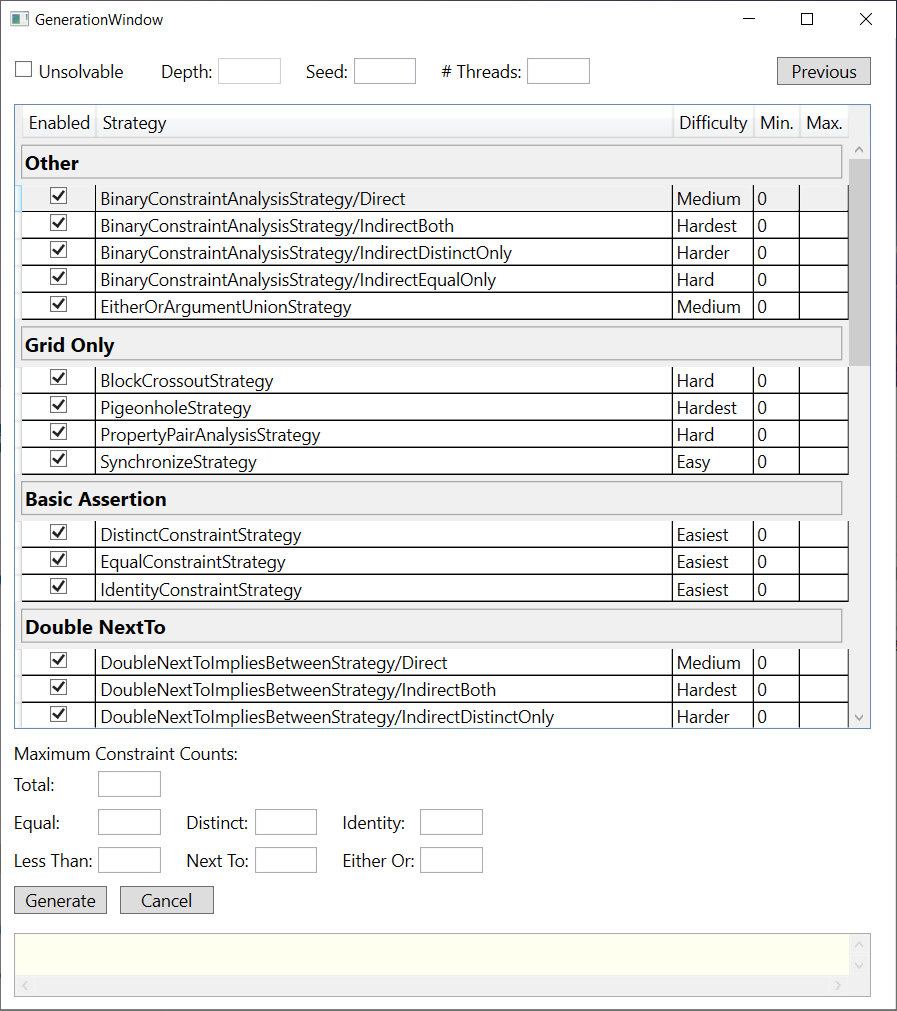 GenerationWindow
Unsolvable Depth: Seed: # Threads: Previous
Enabled Strategy Difficulty Min. Max.
Other
BinaryConstraintAnalysisStrategy/Direct Medium 0
BinaryConstraintAnalysisStrategy/IndirectBoth Hardest 0
BinaryConstraintAnalysisStrategy/IndirectDistinctOnly Harder 0
BinaryConstraintAnalysisStrategy/IndirectEqualOnly Hard 0
EitherOrArgumentUnionStrategy Medium 0
Grid Only
BlockCrossoutStrategy Hard 0
PigeonholeStrategy Hardest 0
PropertyPairAnalysisStrategy Hard 0
SynchronizeStrategy Easy 0
Basic Assertion
DistinctConstraintStrategy Easiest 0
EqualConstraintStrategy Easiest 0
IdentityConstraintStrategy Easiest 0
Double NextTo
DoubleNextToImpliesBetweenStrategy/Direct Medium 0
DoubleNextToImpliesBetweenStrategy/IndirectBoth Hardest 0
DoubleNextToImpliesBetweenStrategy/IndirectDistinctOnly Harder 0
Maximum Constraint Counts:
Total:
Equal: Distinct: Identity:
Less Than: Next To: Either Or:
Generate Cancel